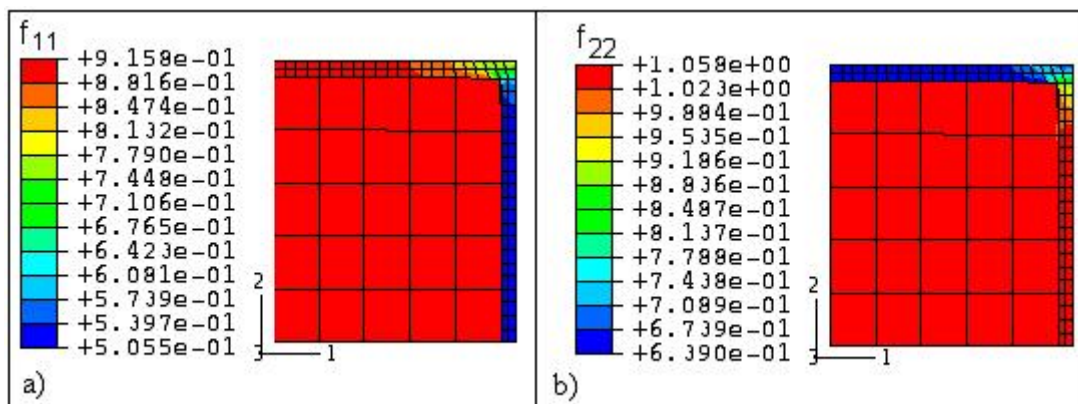 f11
+9.158e-01
+8.816e-01
+8.474e-01
+8.132e-01
+7.790e-01
+7.448e-01
+7.106e-01
+6.765e-01
+6.423e-01
+6.081e-01
+5.739e-01
+5.397e-01
+5.055e-01
2
3
1
a)
f22
+1.058e+00
+1.023e+00
+9.884e-01
+9.535e-01
+9.186e-01
+8.836e-01
+8.487e-01
+8.137e-01
+7.788e-01
+7.438e-01
+7.089e-01
+6.739e-01
+6.390e-01
2
3
1
b)